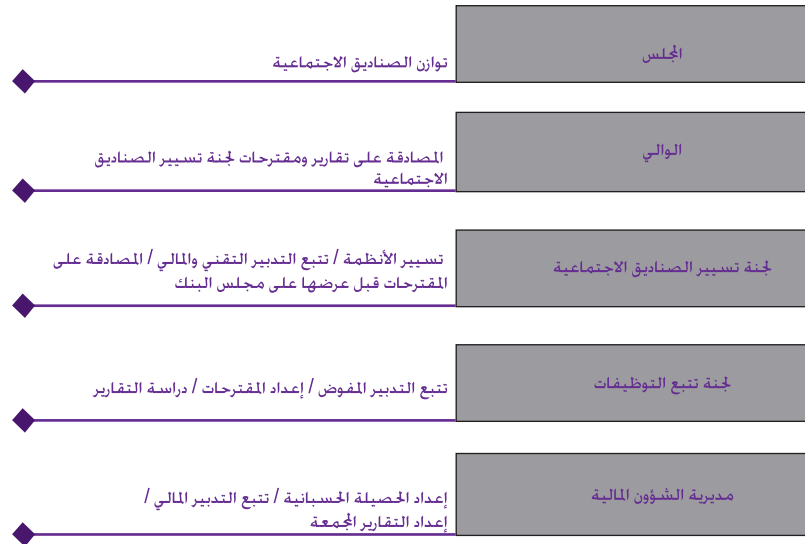 المجلس
توازن الصناديق الاجتماعية
الوالي
المصادقة على تقارير ومقترحات لجنة تسيير الصناديق
الاجتماعية
لجنة تسيير الصناديق الاجتماعية
تسيير الأنظمة / تتبع التدبير التقني والمالي / المصادقة على
المقترحات قبل عرضها على مجلس البنك
لجنة تتبع التوظيفات
تتبع التدبير المفوض / إعداد المقترحات / دراسة التقارير
مديرية الشؤون المالية
إعداد الحصيلة الحسبانية / تتبع التدبير المالي /
إعداد التقارير المجمعة